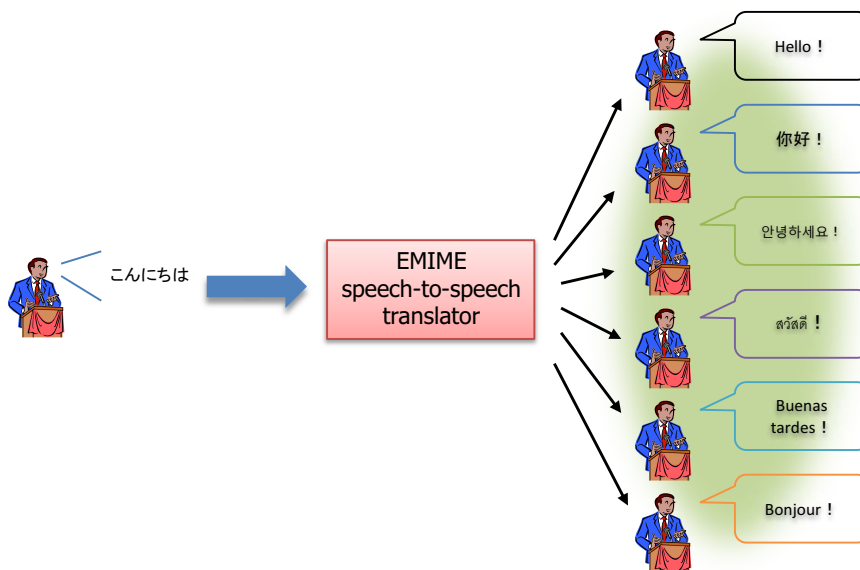 こんにちは
EMIME
speech-to-speech
translator
Hello！
你好！
안녕하세요！
สวัสดี！
Buenas
tardes！
Bonjour！